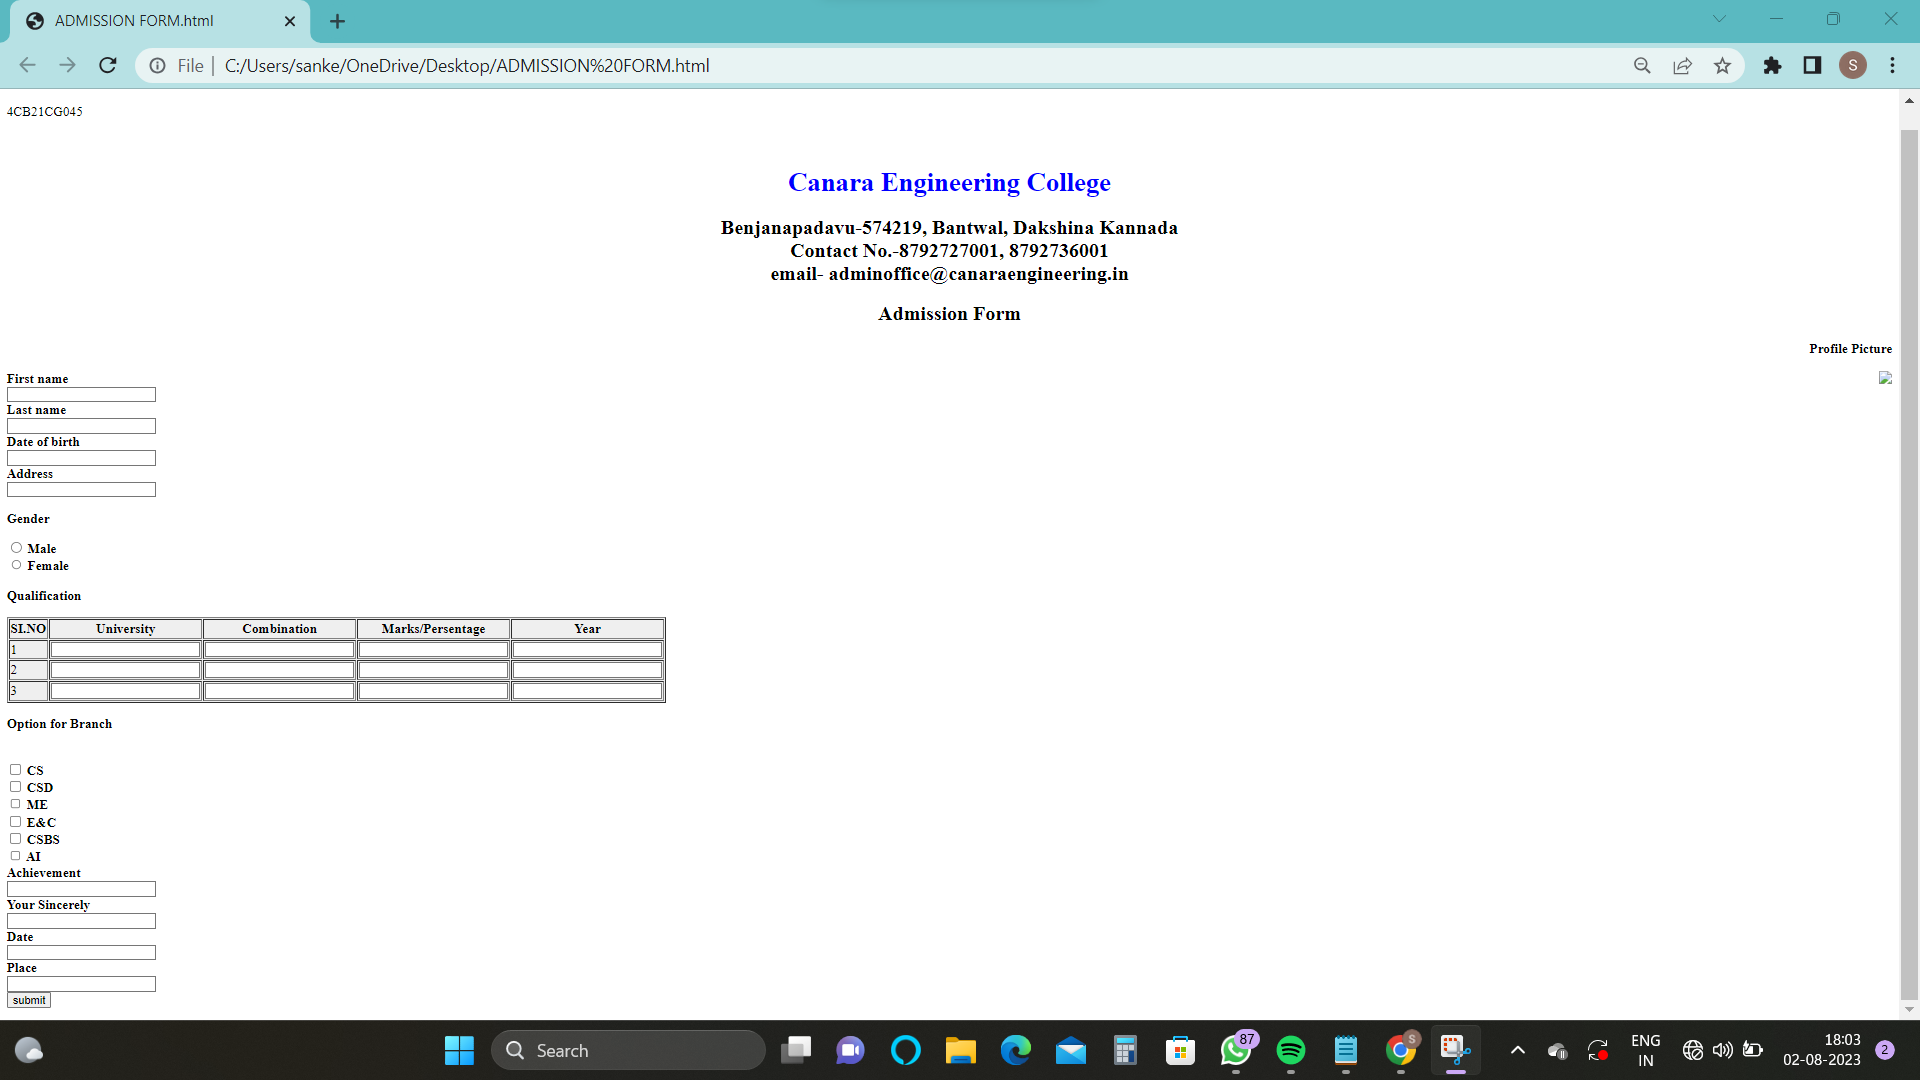 ADMISSION FORM.html
File | C:/Users/sanke/OneDrive/Desktop/ADMISSION%20FORM.html
S
4CB21CG045
Canara Engineering College
Benjanapadavu-574219, Bantwal, Dakshina Kannada
Contact No.-8792727001, 8792736001
email- adminoffice@canaraengineering.in
Admission Form
Profile Picture
First name
Last name
Date of birth
Address
Gender
Male
Female
Qualification
SI.NO University Combination Marks/Persentage Year
1
2
3
Option for Branch
CS
CSD
ME
E&C
CSBS
AI
Achievement
Your Sincerely
Date
Place
submit
Search
87
S
ENG
IN
18:03
02-08-2023
2